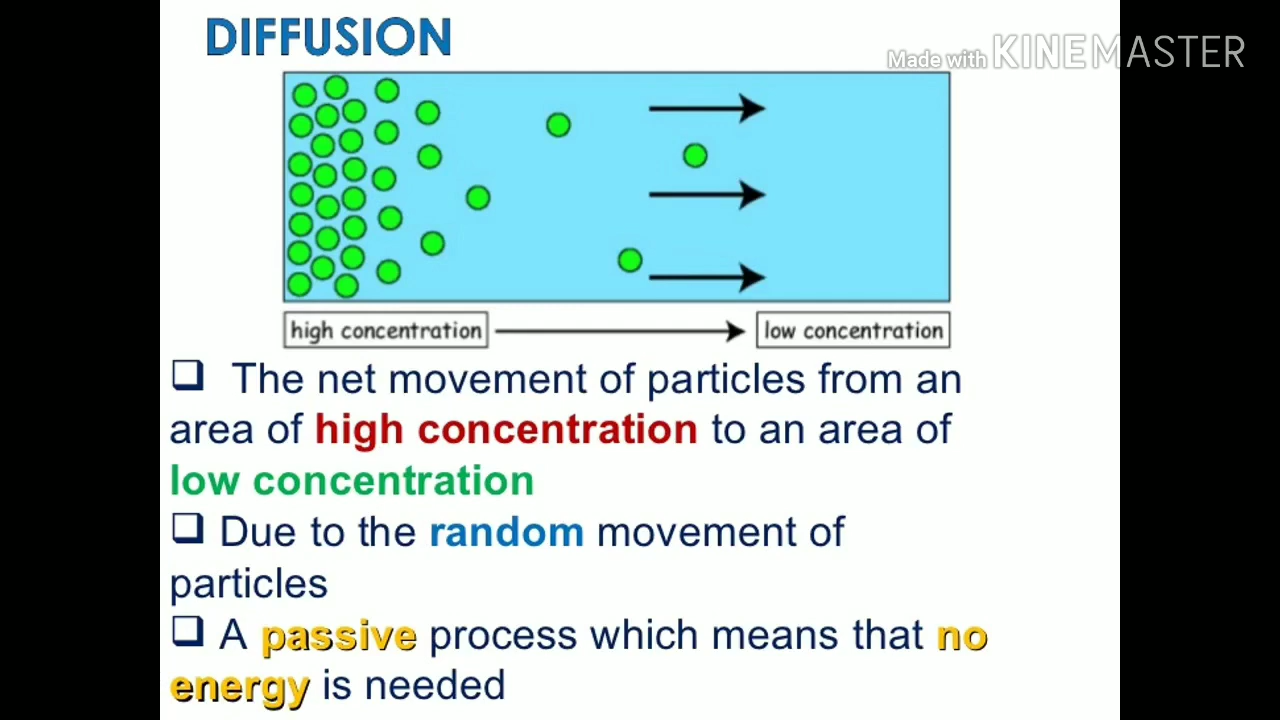 DIFFUSION
Made with KINEMASTER
high concentration
low concentration
❑ The net movement of particles from an
area of high concentration to an area of
low concentration
❑ Due to the random movement of
particles
❑ A passive process which means that no
energy is needed